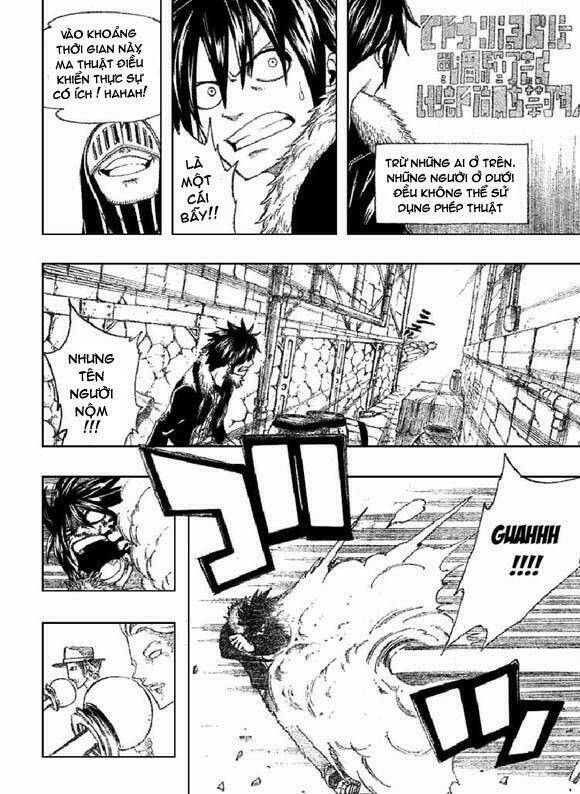 VÀO KHOẢNG
THỜI GIAN NÀY,
MA THUẬT ĐIỀU
KHIỂN THỰC SỰ
CÓ ÍCH! HAHAH!
LÀ
MỘT
CÁI
BẪY!!
TRỪ NHỮNG AI Ở TRÊN.
NHỮNG NGƯỜI Ở DƯỚI
ĐỀU KHÔNG THỂ SỬ
DỤNG PHÉP THUẬT
NHƯNG
TÊN
NGƯỜI
NỘM
!!!
GUAHHH
!!!!